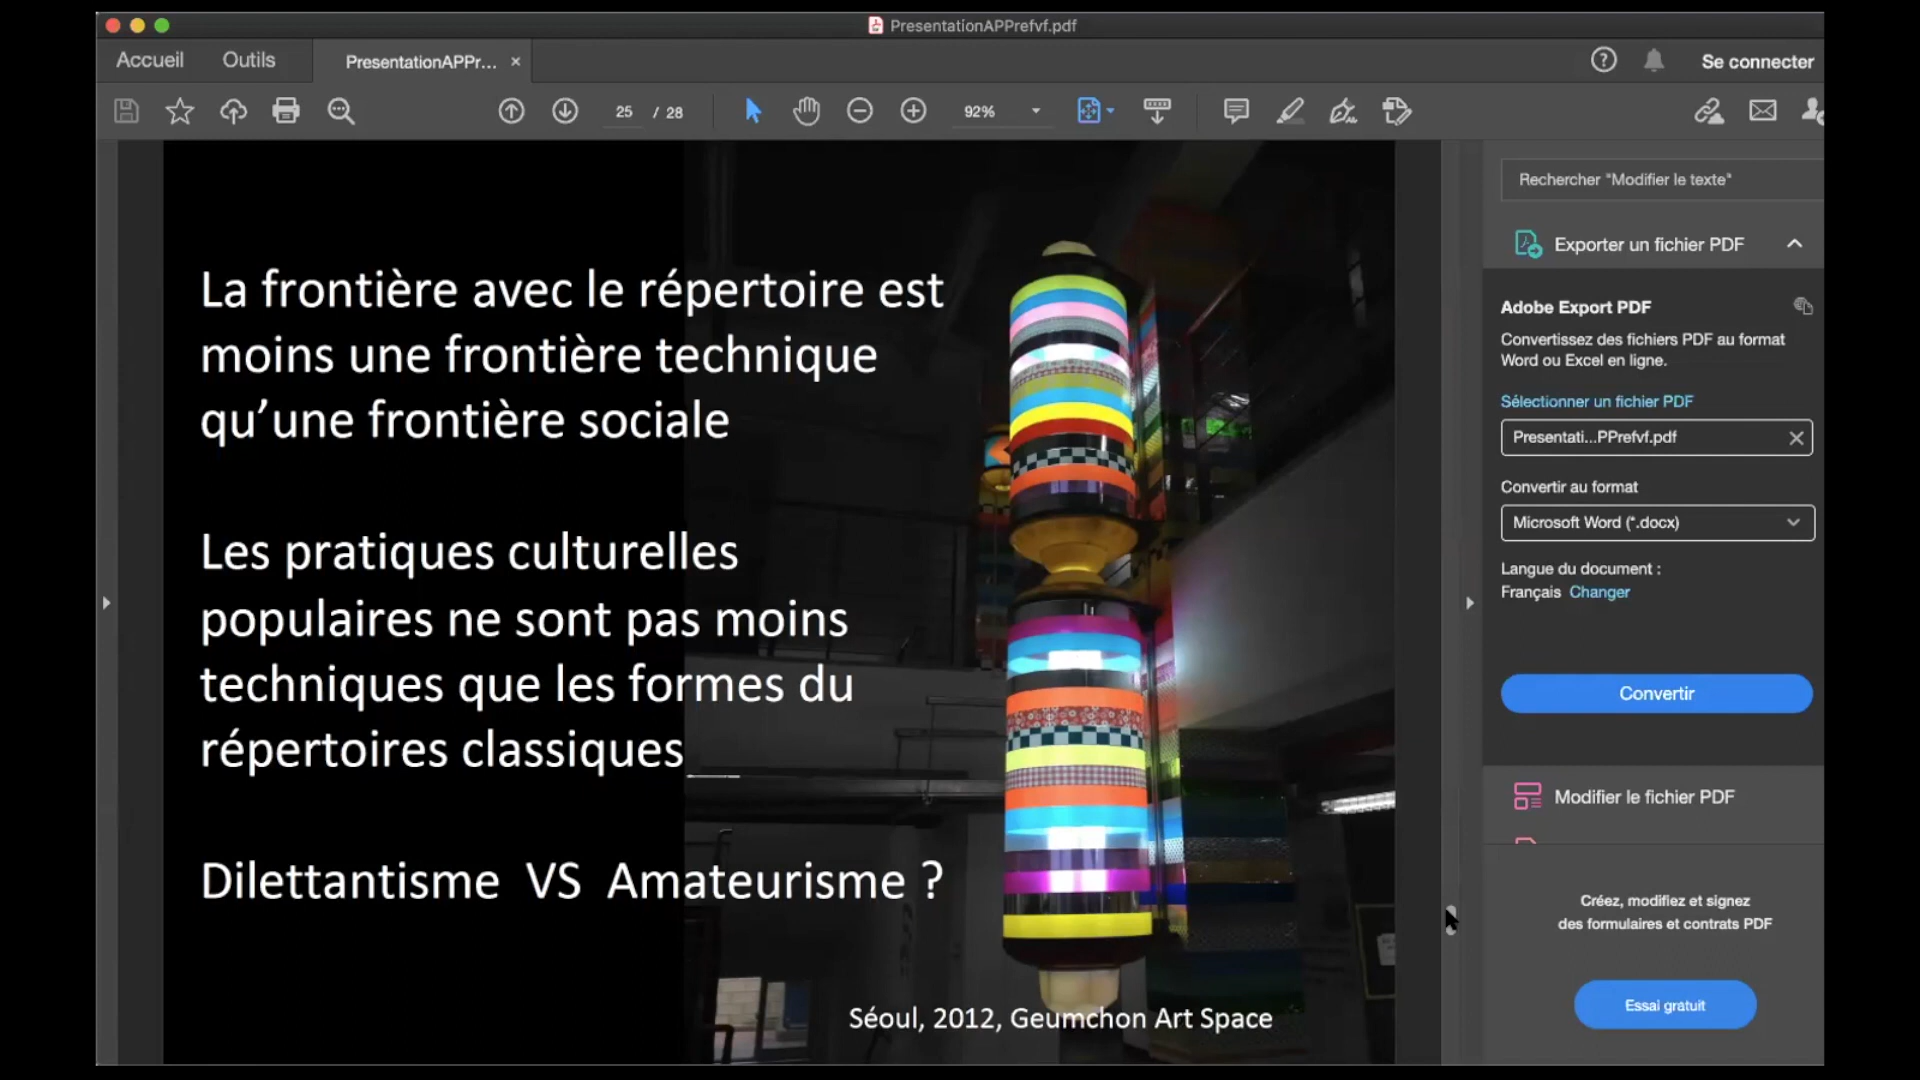 PresentationAPPrefvf.pdf
Accueil
Outils
PresentationAPPr...
Se connecter
25 / 28
92%
La frontière avec le répertoire est
moins une frontière technique
qu’une frontière sociale
Les pratiques culturelles
populaires ne sont pas moins
techniques que les formes du
répertoires classiques
Dilettantisme VS Amateurisme ?
Séoul, 2012, Geumchon Art Space
Rechercher "Modifier le texte"
Exporter un fichier PDF
Adobe Export PDF
Convertissez des fichiers PDF au format
Word ou Excel en ligne.
Sélectionner un fichier PDF
Presentati...PPrefvf.pdf
Convertir au format
Microsoft Word (*.docx)
Langue du document :
Français Changer
Convertir
Modifier le fichier PDF
Créez, modifiez et signez
des formulaires et contrats PDF
Essai gratuit